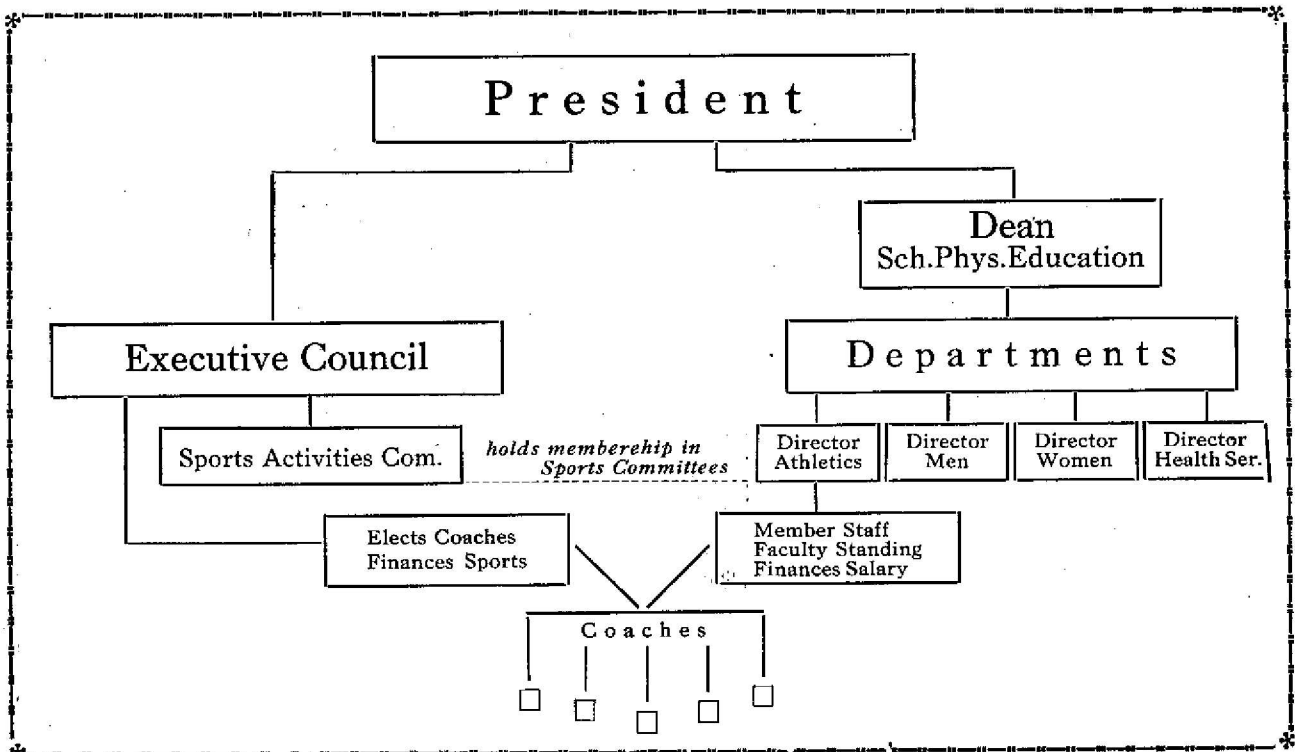 President
Dean
Sch.Phys.Education
Executive Council
Departments
Sports Activities Com.
holds memberehip in
Sports Committees
Director
Athletics
Director
Men
Director
Women
Director
Health Ser.
Elects Coaches
Finances Sports
Member Staff
Faculty Standing
Finances Salary
Coaches